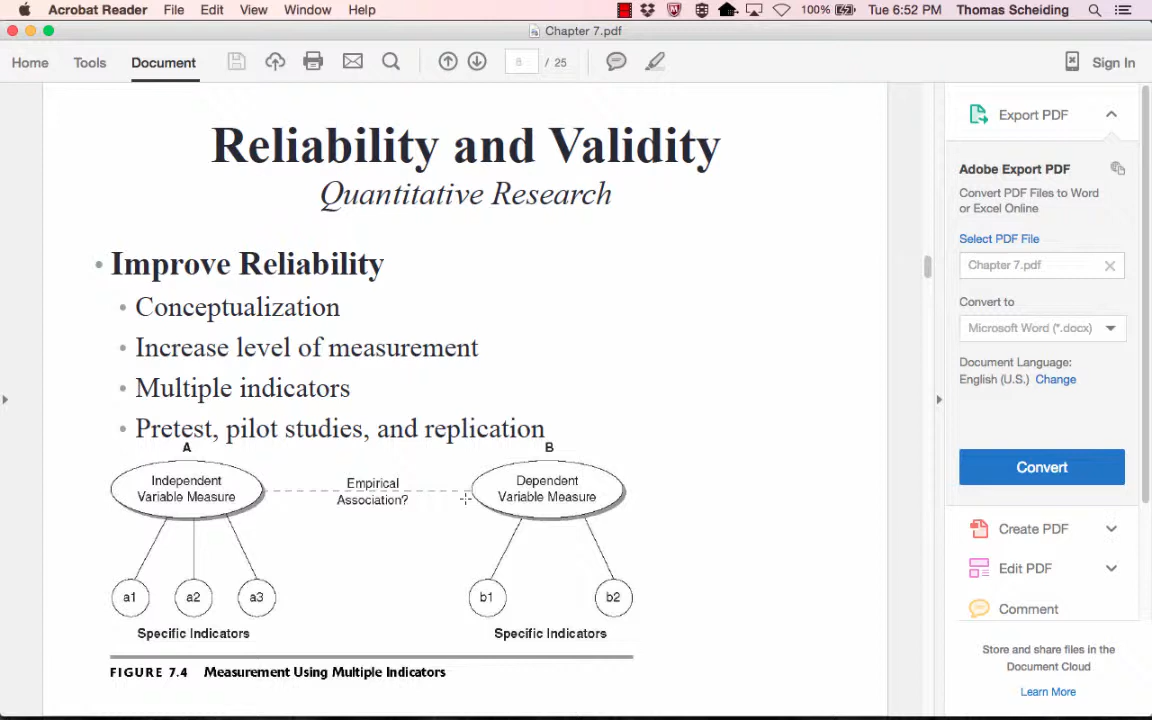 Acrobat Reader File Edit View Window Help 100% Tue 6:52 PM Thomas Scheiding
Chapter 7.pdf
Home Tools Document 8 / 25 Sign In
Reliability and Validity
Quantitative Research
• Improve Reliability
• Conceptualization
• Increase level of measurement
• Multiple indicators
• Pretest, pilot studies, and replication
A B
Independent
Variable Measure
Empirical
Association?
Dependent
Variable Measure
a1 a2 a3 b1 b2
Specific Indicators Specific Indicators
FIGURE 7.4 Measurement Using Multiple Indicators
Export PDF
Adobe Export PDF
Convert PDF Files to Word
or Excel Online
Select PDF File
Chapter 7.pdf
Convert to
Microsoft Word (*.docx)
Document Language:
English (U.S.) Change
Convert
Create PDF
Edit PDF
Comment
Store and share files in the
Document Cloud
Learn More